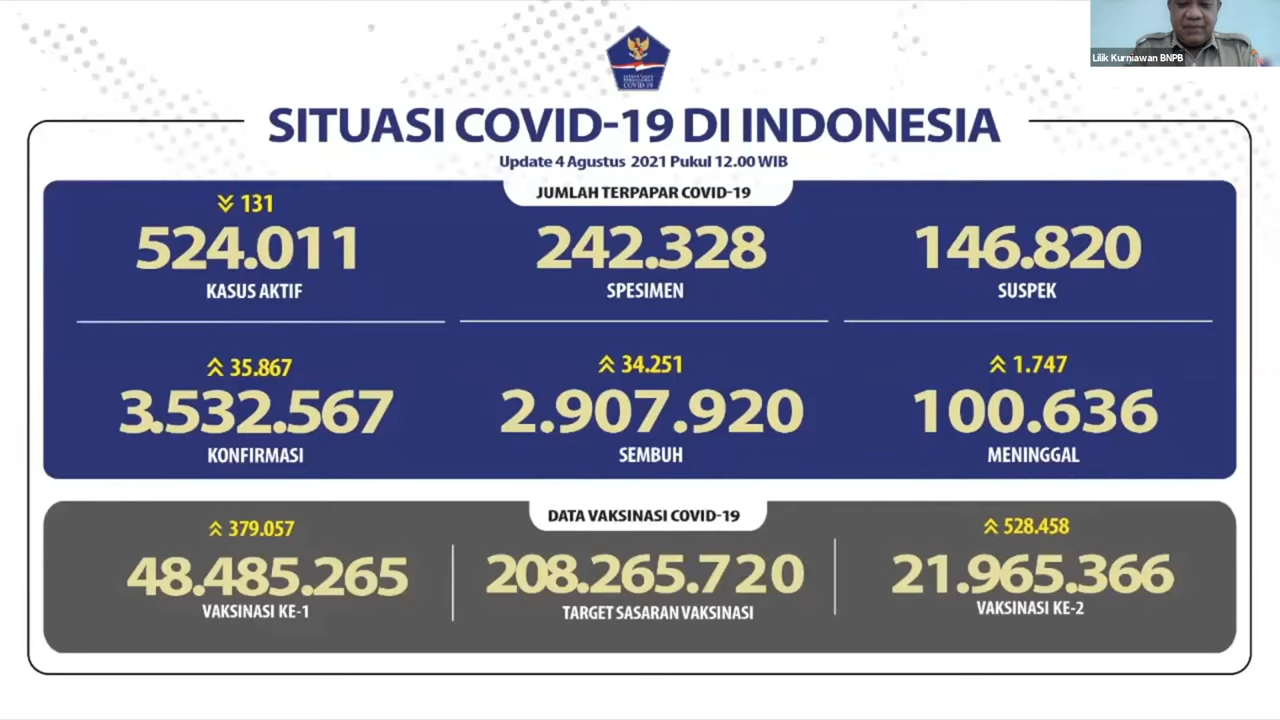 Lilik Kurniawan BNPB
COVID-19
SITUASI COVID-19 DI INDONESIA
Update 4 Agustus 2021 Pukul 12.00 WIB
JUMLAH TERPAPAR COVID-19
131
524.011
KASUS AKTIF
242.328
SPESIMEN
146.820
SUSPEK
35.867
3.532.567
KONFIRMASI
34.251
2.907.920
SEMBUH
1.747
100.636
MENINGGAL
DATA VAKSINASI COVID-19
379.057
48.485.265
VAKSINASI KE-1
208.265.720
TARGET SASARAN VAKSINASI
528.458
21.965.366
VAKSINASI KE-2